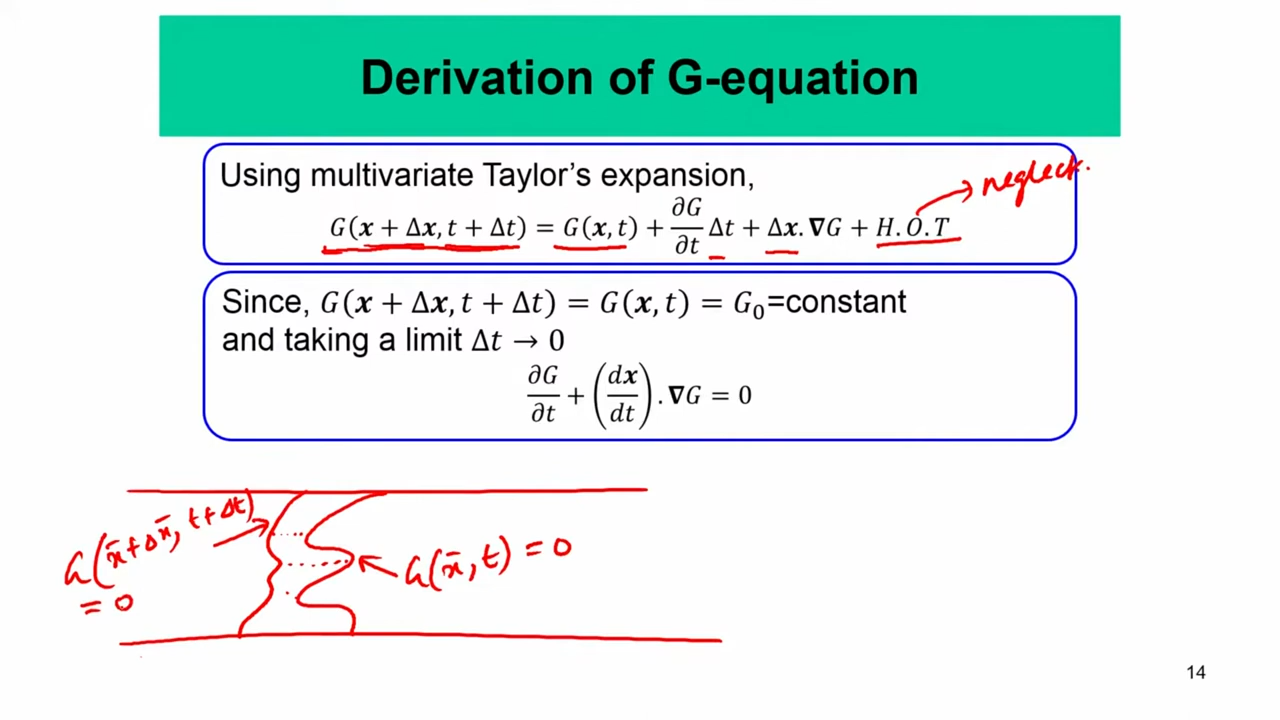 Derivation of G-equation
Using multivariate Taylor's expansion,
neglect.
G(x + Δx, t + Δt) = G(x, t) + ∂G/∂t Δt + Δx. ∇G + H. O. T
Since, G(x + Δx, t + Δt) = G(x, t) = G₀=constant
and taking a limit Δt → 0
∂G/∂t + (dx/dt) . ∇G = 0
G(x̄+Δx̄, t+Δt)
= 0
G(x̄, t) = 0
14